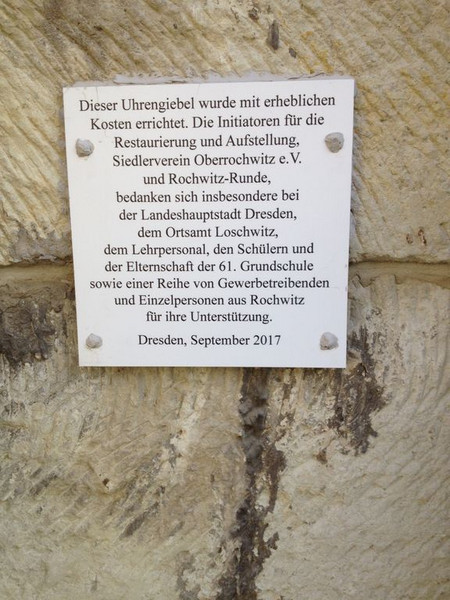 Dieser Uhrengiebel wurde mit erheblichen
Kosten errichtet. Die Initiatoren für die
Restaurierung und Aufstellung,
Siedlerverein Oberrochwitz e.V.
und Rochwitz-Runde,
bedanken sich insbesondere bei
der Landeshauptstadt Dresden,
dem Ortsamt Loschwitz,
dem Lehrpersonal, den Schülern und
der Elternschaft der 61. Grundschule
sowie einer Reihe von Gewerbetreibenden
und Einzelpersonen aus Rochwitz
für ihre Unterstützung.
Dresden, September 2017